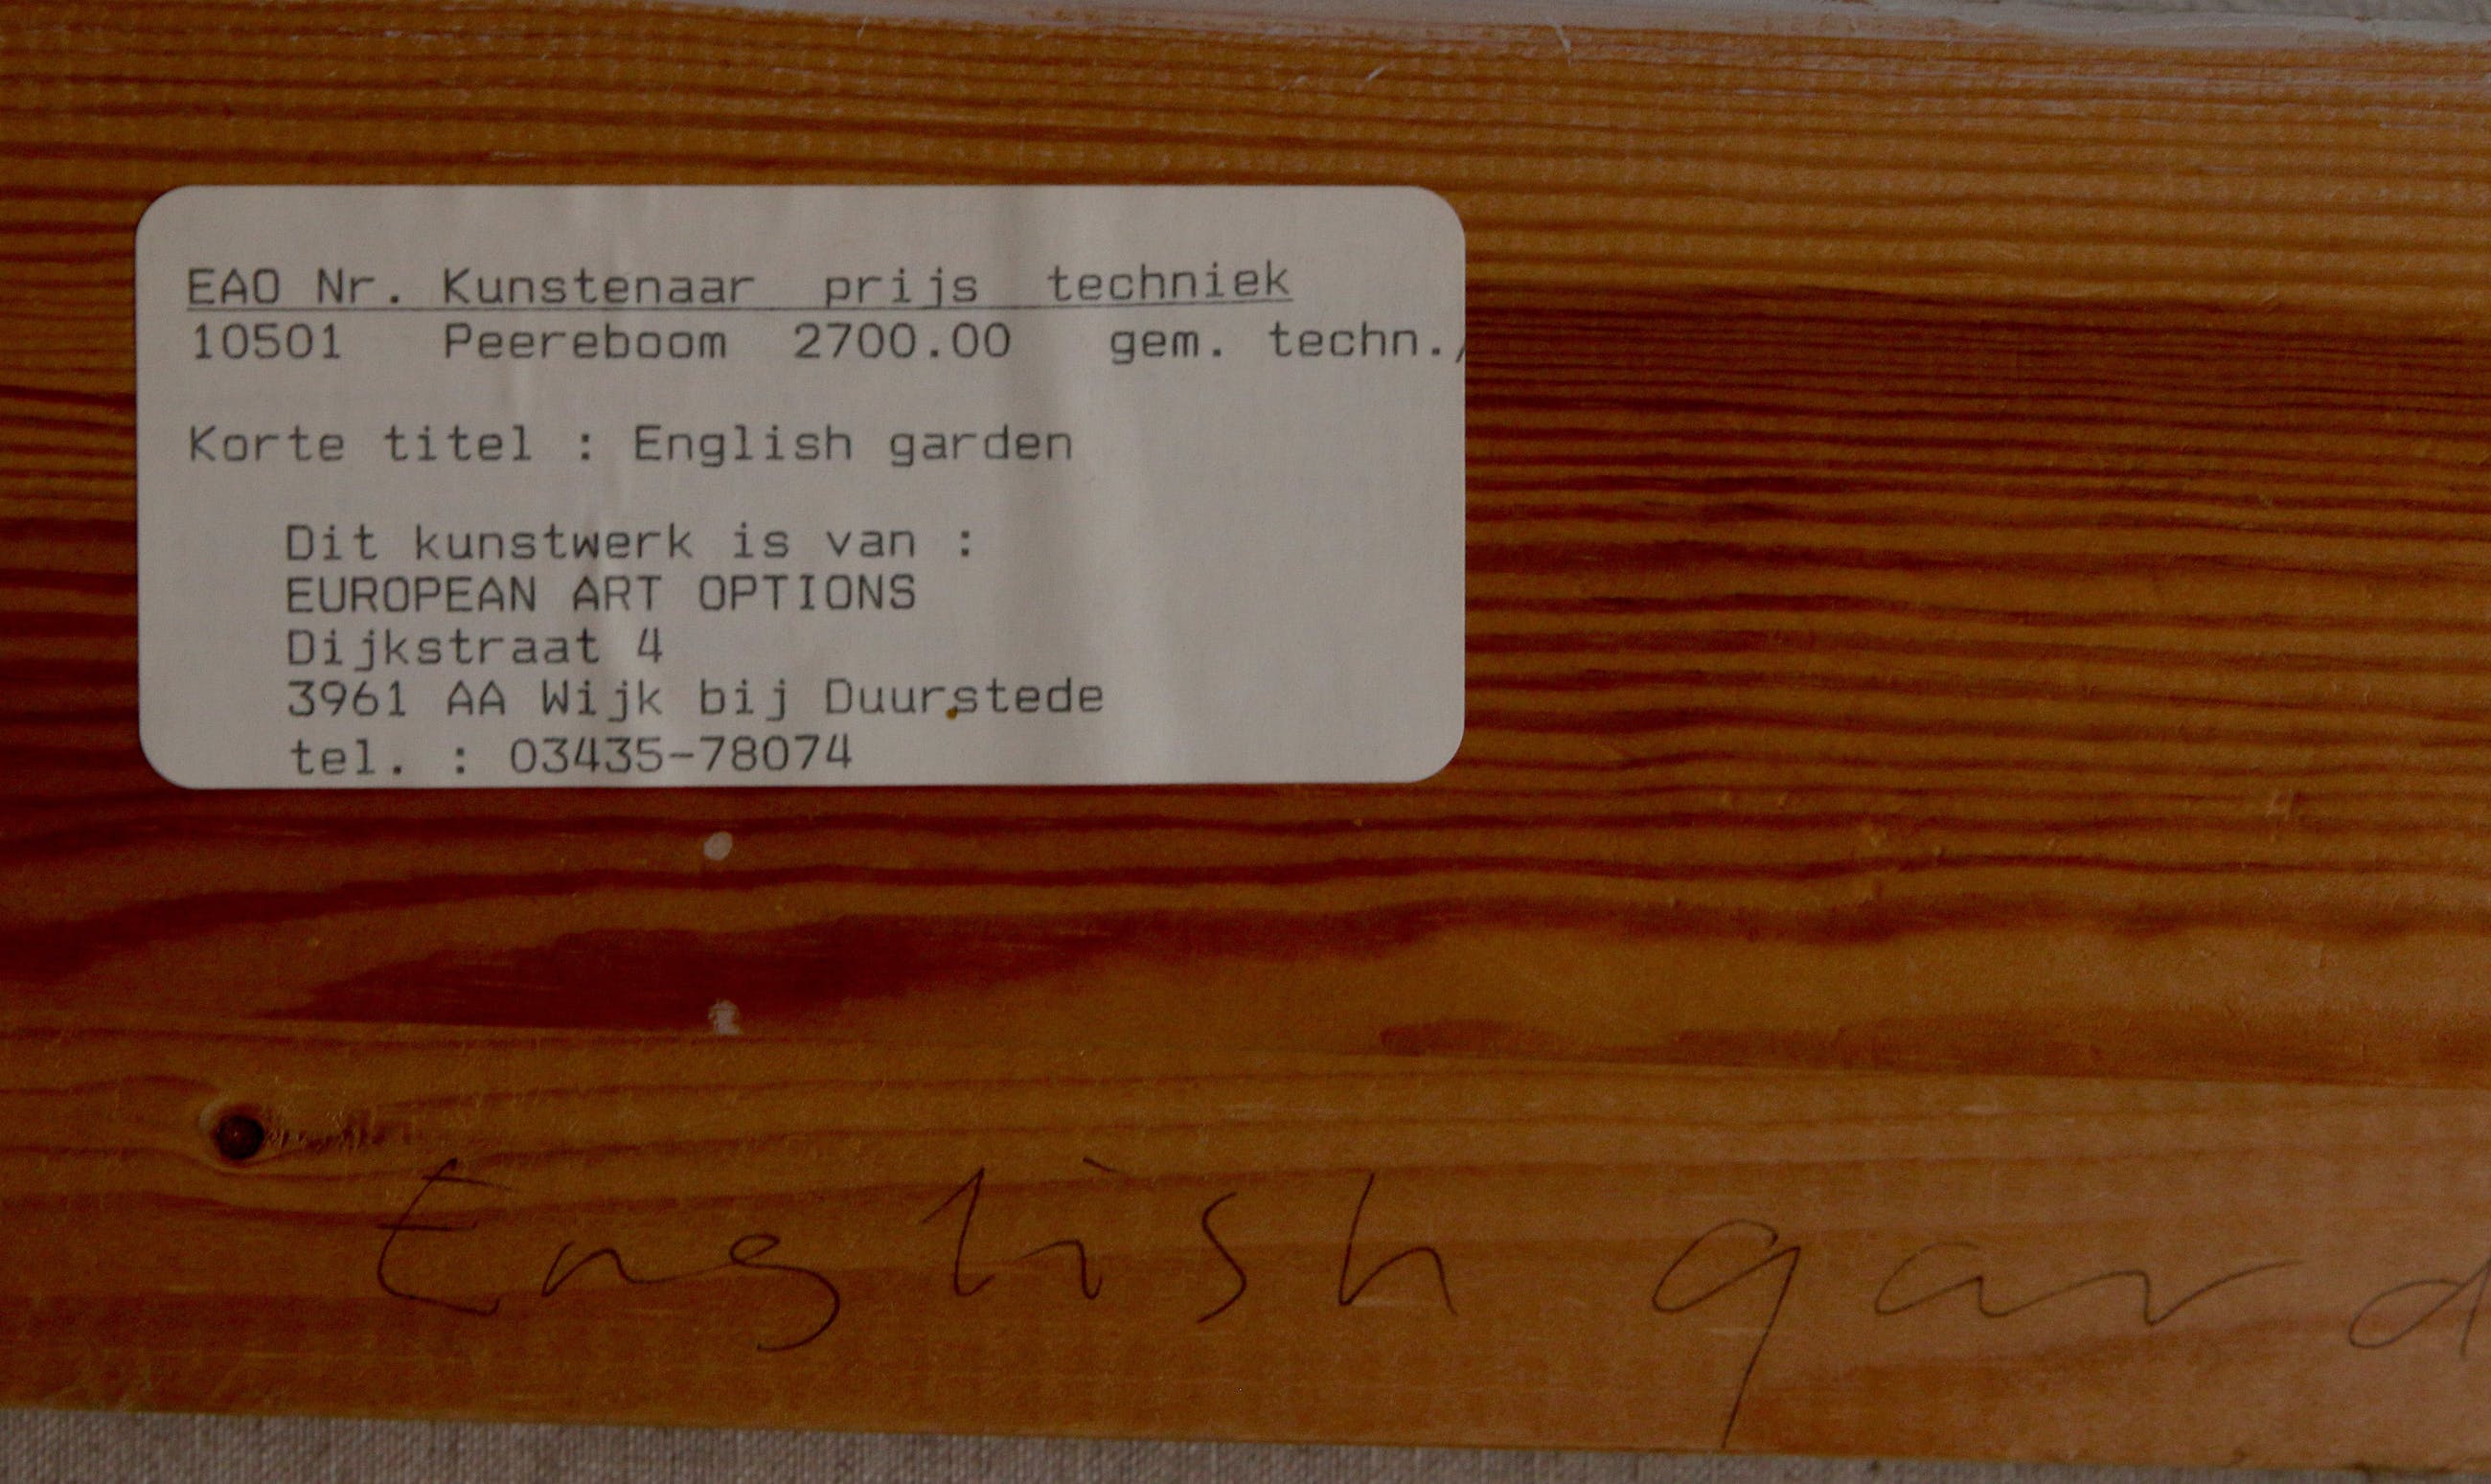 EAO Nr. Kunstenaar prijs techniek
10501 Peereboom 2700.00 gem. techn.,
Korte titel : English garden
Dit kunstwerk is van :
EUROPEAN ART OPTIONS
Dijkstraat 4
3961 AA Wijk bij Duurstede
tel. : 03435-78074
English gard